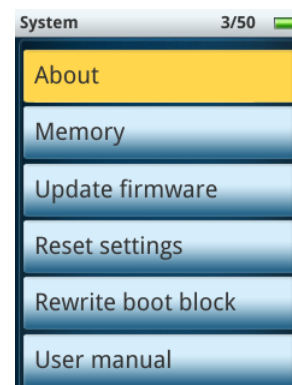 System 3/50
About
Memory
Update firmware
Reset settings
Rewrite boot block
User manual